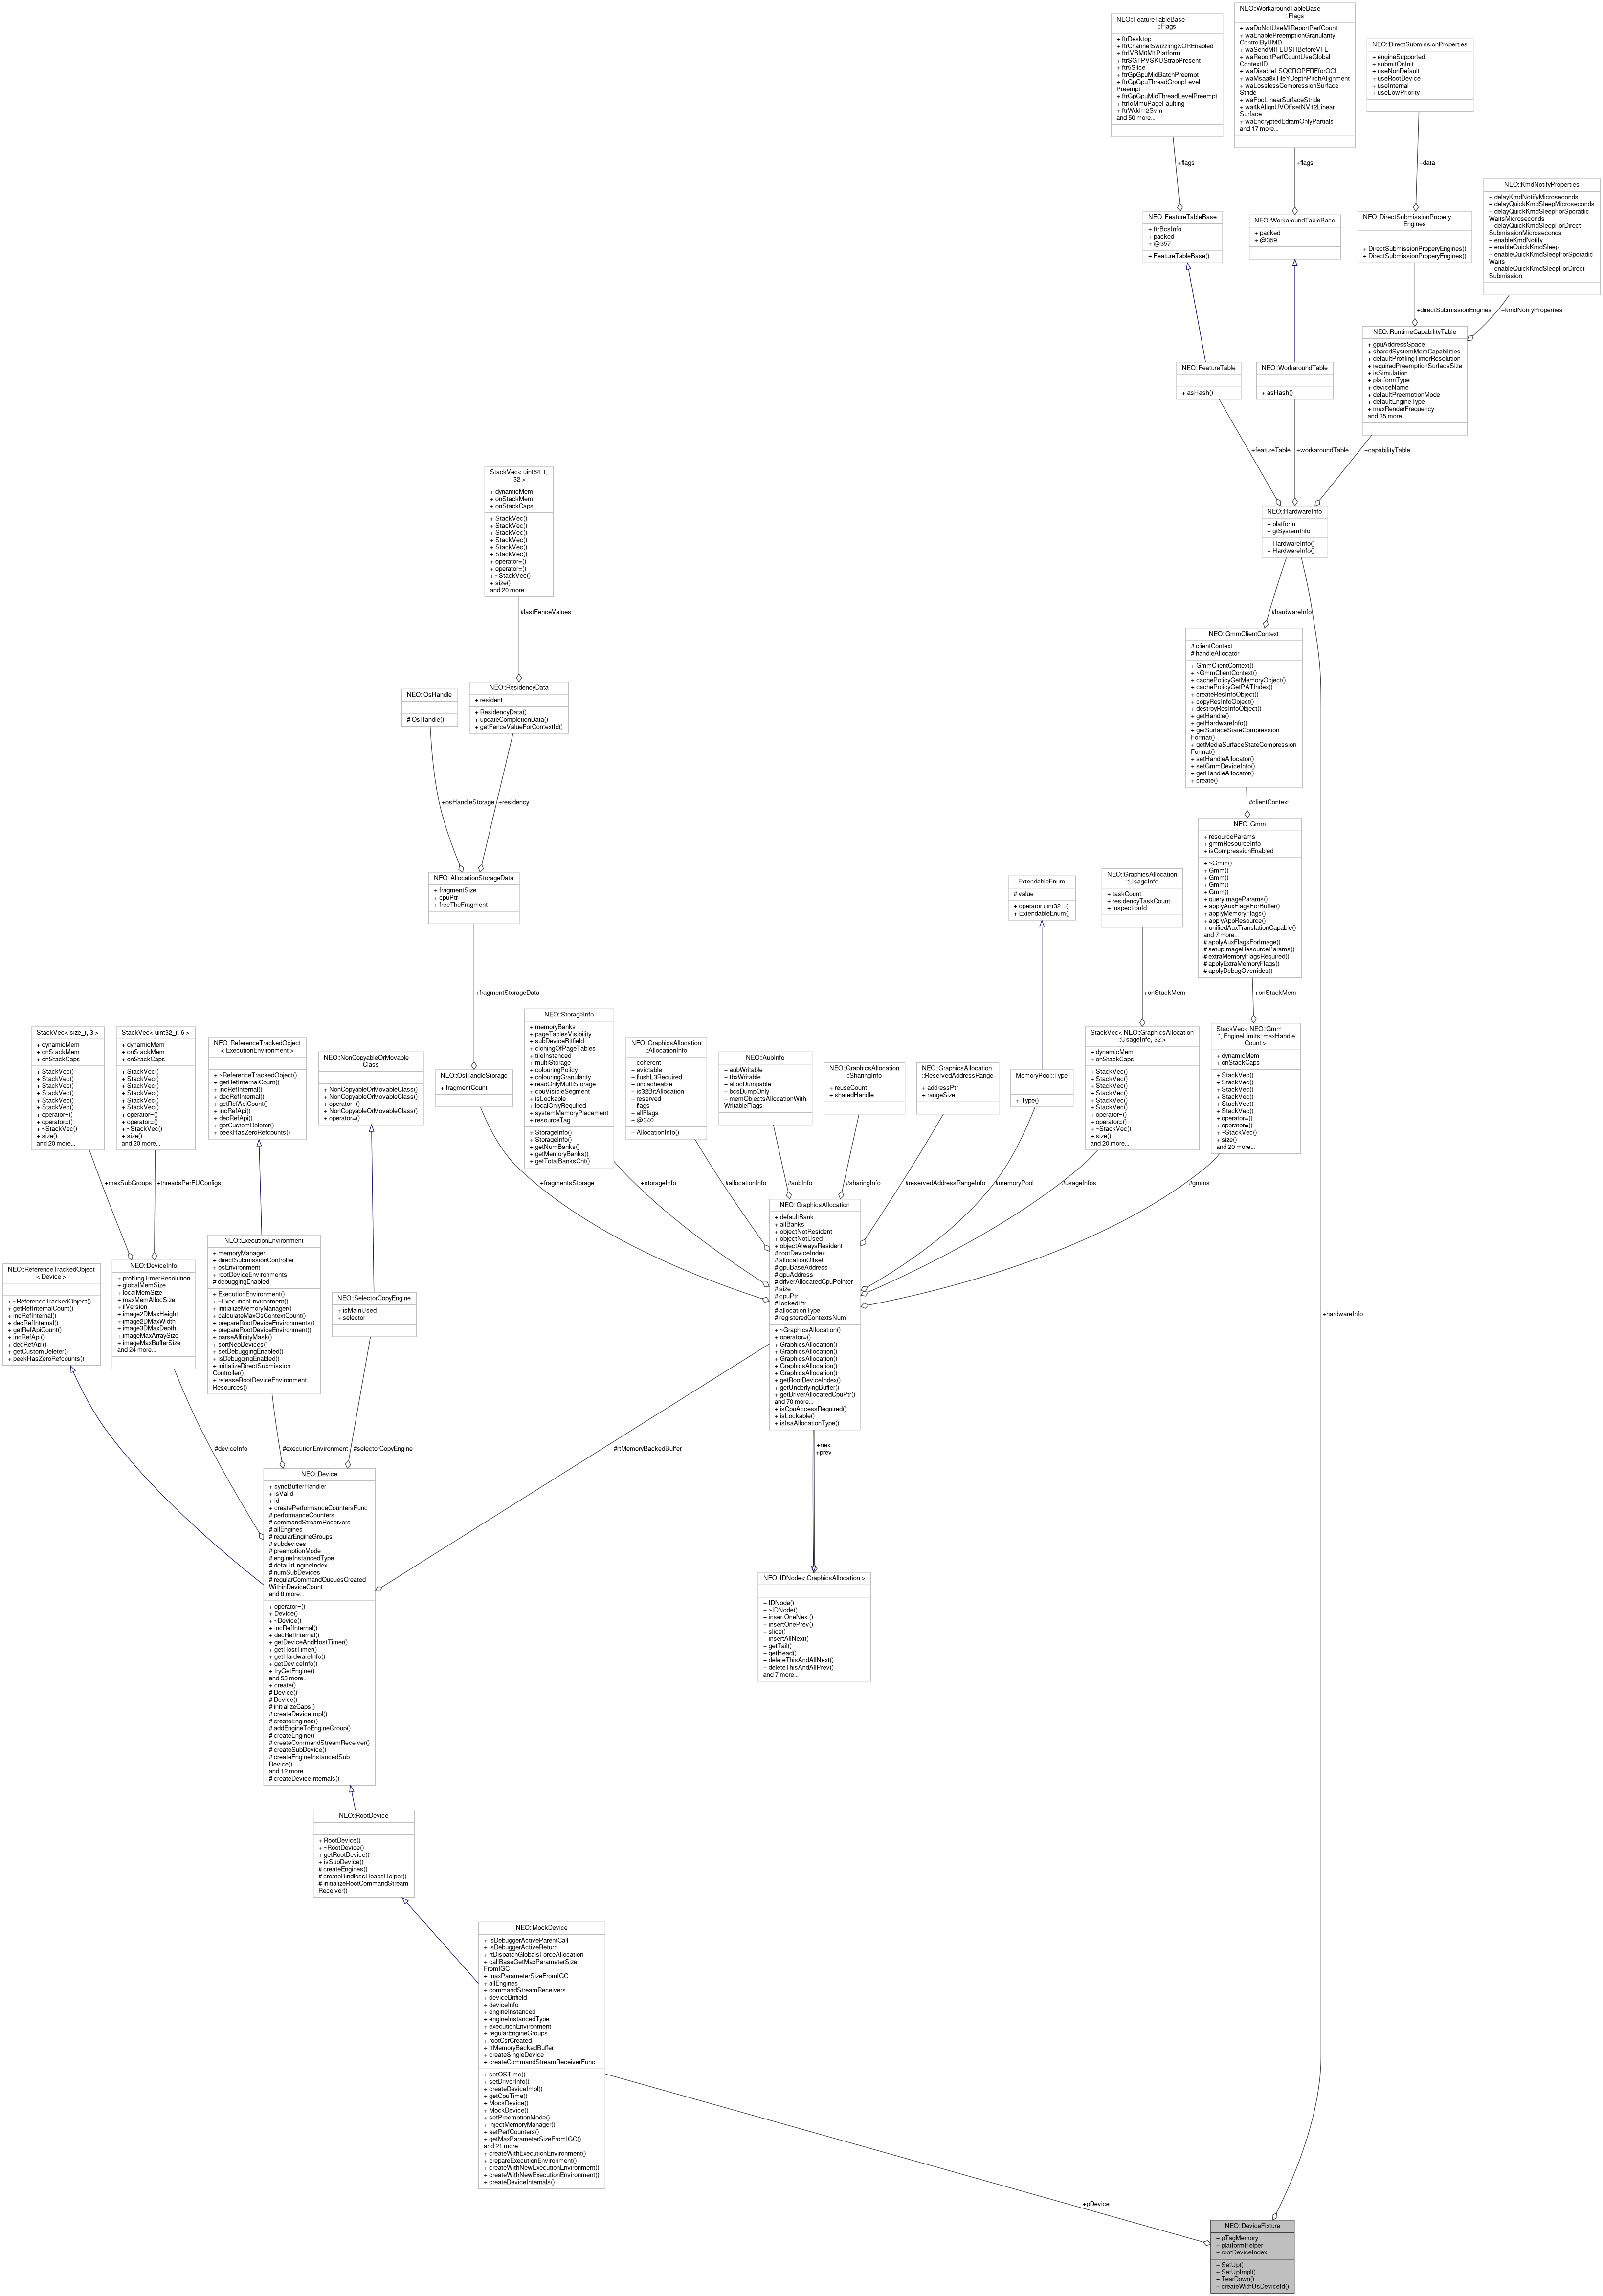 NEO::FeatureTableBase
::Flags
+ ftrDesktop
+ ftrChannelSwizzlingXOREnabled
+ ftrIVBM0M1Platform
+ ftrSGTPVSKUStrapPresent
+ ftr5Slice
+ ftrGpGpuMidBatchPreempt
+ ftrGpGpuThreadGroupLevel
Preempt
+ ftrGpGpuMidThreadLevelPreempt
+ ftrIoMmuPageFaulting
+ ftrWddm2Svm
and 50 more...
NEO::WorkaroundTableBase
::Flags
+ waDoNotUseMIReportPerfCount
+ waEnablePreemptionGranularity
ControlByUMD
+ waSendMIFLUSHBeforeVFE
+ waReportPerfCountUseGlobal
ContextID
+ waDisableLSQCROPERFforOCL
+ waMsaa8xTileYDepthPitchAlignment
+ waLosslessCompressionSurface
Stride
+ waFbcLinearSurfaceStride
+ wa4kAlignUVOffsetNV12Linear
Surface
+ waEncryptedEdramOnlyPartials
and 17 more...
NEO::DirectSubmissionProperties
+ engineSupported
+ submitOnInit
+ useNonDefault
+ useRootDevice
+ useInternal
+ useLowPriority
+flags
+flags
+data
NEO::KmdNotifyProperties
+ delayKmdNotifyMicroseconds
+ delayQuickKmdSleepMicroseconds
+ delayQuickKmdSleepForSporadic
WaitsMicroseconds
+ delayQuickKmdSleepForDirect
SubmissionMicroseconds
+ enableKmdNotify
+ enableQuickKmdSleep
+ enableQuickKmdSleepForSporadic
Waits
+ enableQuickKmdSleepForDirect
Submission
NEO::FeatureTableBase
+ ftrBcsInfo
+ packed
+ @357
+ FeatureTableBase()
NEO::WorkaroundTableBase
+ packed
+ @359
NEO::DirectSubmissionPropery
Engines
+ DirectSubmissionProperyEngines()
+ DirectSubmissionProperyEngines()
+directSubmissionEngines
+kmdNotifyProperties
NEO::RuntimeCapabilityTable
+ gpuAddressSpace
+ sharedSystemMemCapabilities
+ defaultProfilingTimerResolution
+ requiredPreemptionSurfaceSize
+ isSimulation
+ platformType
+ deviceName
+ defaultPreemptionMode
+ defaultEngineType
+ maxRenderFrequency
and 35 more...
NEO::FeatureTable
+ asHash()
NEO::WorkaroundTable
+ asHash()
+featureTable
+workaroundTable
+capabilityTable
StackVec< uint64_t,
32 >
+ dynamicMem
+ onStackMem
+ onStackCaps
+ StackVec()
+ StackVec()
+ StackVec()
+ StackVec()
+ StackVec()
+ StackVec()
+ operator=()
+ operator=()
+ ~StackVec()
+ size()
and 20 more...
NEO::HardwareInfo
+ platform
+ gtSystemInfo
+ HardwareInfo()
+ HardwareInfo()
#lastFenceValues
#hardwareInfo
NEO::GmmClientContext
# clientContext
# handleAllocator
+ GmmClientContext()
+ ~GmmClientContext()
+ cachePolicyGetMemoryObject()
+ cachePolicyGetPATIndex()
+ createResInfoObject()
+ copyResInfoObject()
+ destroyResInfoObject()
+ getHandle()
+ getHardwareInfo()
+ getSurfaceStateCompression
Format()
+ getMediaSurfaceStateCompression
Format()
+ setHandleAllocator()
+ setGmmDeviceInfo()
+ getHandleAllocator()
+ create()
NEO::OsHandle
# OsHandle()
NEO::ResidencyData
+ resident
+ ResidencyData()
+ updateCompletionData()
+ getFenceValueForContextId()
+osHandleStorage
+residency
#clientContext
NEO::Gmm
+ resourceParams
+ gmmResourceInfo
+ isCompressionEnabled
+ ~Gmm()
+ Gmm()
+ Gmm()
+ Gmm()
+ Gmm()
+ queryImageParams()
+ applyAuxFlagsForBuffer()
+ applyMemoryFlags()
+ applyAppResource()
+ unifiedAuxTranslationCapable()
and 7 more...
# applyAuxFlagsForImage()
# setupImageResourceParams()
# extraMemoryFlagsRequired()
# applyExtraMemoryFlags()
# applyDebugOverrides()
NEO::AllocationStorageData
+ fragmentSize
+ cpuPtr
+ freeTheFragment
ExtendableEnum
# value
+ operator uint32_t()
+ ExtendableEnum()
NEO::GraphicsAllocation
::UsageInfo
+ taskCount
+ residencyTaskCount
+ inspectionId
+fragmentStorageData
+onStackMem
+onStackMem
StackVec< size_t, 3 >
+ dynamicMem
+ onStackMem
+ onStackCaps
+ StackVec()
+ StackVec()
+ StackVec()
+ StackVec()
+ StackVec()
+ StackVec()
+ operator=()
+ operator=()
+ ~StackVec()
+ size()
and 20 more...
StackVec< uint32_t, 6 >
+ dynamicMem
+ onStackMem
+ onStackCaps
+ StackVec()
+ StackVec()
+ StackVec()
+ StackVec()
+ StackVec()
+ StackVec()
+ operator=()
+ operator=()
+ ~StackVec()
+ size()
and 20 more...
NEO::ReferenceTrackedObject
< ExecutionEnvironment >
+ ~ReferenceTrackedObject()
+ getRefInternalCount()
+ incRefInternal()
+ decRefInternal()
+ getRefApiCount()
+ incRefApi()
+ decRefApi()
+ getCustomDeleter()
+ peekHasZeroRefcounts()
NEO::NonCopyableOrMovable
Class
+ NonCopyableOrMovableClass()
+ NonCopyableOrMovableClass()
+ operator=()
+ NonCopyableOrMovableClass()
+ operator=()
NEO::OsHandleStorage
+ fragmentCount
NEO::StorageInfo
+ memoryBanks
+ pageTablesVisibility
+ subDeviceBitfield
+ cloningOfPageTables
+ tileInstanced
+ multiStorage
+ colouringPolicy
+ colouringGranularity
+ readOnlyMultiStorage
+ cpuVisibleSegment
+ isLockable
+ localOnlyRequired
+ systemMemoryPlacement
+ resourceTag
+ StorageInfo()
+ StorageInfo()
+ getNumBanks()
+ getMemoryBanks()
+ getTotalBanksCnt()
NEO::GraphicsAllocation
::AllocationInfo
+ coherent
+ evictable
+ flushL3Required
+ uncacheable
+ is32BitAllocation
+ reserved
+ flags
+ allFlags
+ @340
+ AllocationInfo()
NEO::AubInfo
+ aubWritable
+ tbxWritable
+ allocDumpable
+ bcsDumpOnly
+ memObjectsAllocationWith
WritableFlags
NEO::GraphicsAllocation
::SharingInfo
+ reuseCount
+ sharedHandle
NEO::GraphicsAllocation
::ReservedAddressRange
+ addressPtr
+ rangeSize
MemoryPool::Type
+ Type()
StackVec< NEO::GraphicsAllocation
::UsageInfo, 32 >
+ dynamicMem
+ onStackCaps
+ StackVec()
+ StackVec()
+ StackVec()
+ StackVec()
+ StackVec()
+ StackVec()
+ operator=()
+ operator=()
+ ~StackVec()
+ size()
and 20 more...
StackVec< NEO::Gmm
*, EngineLimits::maxHandle
Count >
+ dynamicMem
+ onStackCaps
+ StackVec()
+ StackVec()
+ StackVec()
+ StackVec()
+ StackVec()
+ StackVec()
+ operator=()
+ operator=()
+ ~StackVec()
+ size()
and 20 more...
+maxSubGroups
+threadsPerEUConfigs
+fragmentsStorage
+storageInfo
#allocationInfo
#aubInfo
#sharingInfo
#reservedAddressRangeInfo
#memoryPool
#usageInfos
#gmms
NEO::ReferenceTrackedObject
< Device >
+ ~ReferenceTrackedObject()
+ getRefInternalCount()
+ incRefInternal()
+ decRefInternal()
+ getRefApiCount()
+ incRefApi()
+ decRefApi()
+ getCustomDeleter()
+ peekHasZeroRefcounts()
NEO::DeviceInfo
+ profilingTimerResolution
+ globalMemSize
+ localMemSize
+ maxMemAllocSize
+ ilVersion
+ image2DMaxHeight
+ image2DMaxWidth
+ image3DMaxDepth
+ imageMaxArraySize
+ imageMaxBufferSize
and 24 more...
NEO::ExecutionEnvironment
+ memoryManager
+ directSubmissionController
+ osEnvironment
+ rootDeviceEnvironments
# debuggingEnabled
+ ExecutionEnvironment()
+ ~ExecutionEnvironment()
+ initializeMemoryManager()
+ calculateMaxOsContextCount()
+ prepareRootDeviceEnvironments()
+ prepareRootDeviceEnvironment()
+ parseAffinityMask()
+ sortNeoDevices()
+ setDebuggingEnabled()
+ isDebuggingEnabled()
+ initializeDirectSubmission
Controller()
+ releaseRootDeviceEnvironment
Resources()
NEO::SelectorCopyEngine
+ isMainUsed
+ selector
NEO::GraphicsAllocation
+ defaultBank
+ allBanks
+ objectNotResident
+ objectNotUsed
+ objectAlwaysResident
# rootDeviceIndex
# allocationOffset
# gpuBaseAddress
# gpuAddress
# driverAllocatedCpuPointer
# size
# cpuPtr
# lockedPtr
# allocationType
# registeredContextsNum
+ ~GraphicsAllocation()
+ operator=()
+ GraphicsAllocation()
+ GraphicsAllocation()
+ GraphicsAllocation()
+ GraphicsAllocation()
+ GraphicsAllocation()
+ getRootDeviceIndex()
+ getUnderlyingBuffer()
+ getDriverAllocatedCpuPtr()
and 70 more...
+ isCpuAccessRequired()
+ isLockable()
+ isIsaAllocationType()
+hardwareInfo
#deviceInfo
#executionEnvironment
#selectorCopyEngine
#rtMemoryBackedBuffer
+next
+prev
NEO::Device
+ syncBufferHandler
+ isValid
+ id
+ createPerformanceCountersFunc
# performanceCounters
# commandStreamReceivers
# allEngines
# regularEngineGroups
# subdevices
# preemptionMode
# engineInstancedType
# defaultEngineIndex
# numSubDevices
# regularCommandQueuesCreated
WithinDeviceCount
and 8 more...
+ operator=()
+ Device()
+ ~Device()
+ incRefInternal()
+ decRefInternal()
+ getDeviceAndHostTimer()
+ getHostTimer()
+ getHardwareInfo()
+ getDeviceInfo()
+ tryGetEngine()
and 53 more...
+ create()
# Device()
# Device()
# initializeCaps()
# createDeviceImpl()
# createEngines()
# addEngineToEngineGroup()
# createEngine()
# createCommandStreamReceiver()
# createSubDevice()
# createEngineInstancedSub
Device()
and 12 more...
# createDeviceInternals()
NEO::IDNode< GraphicsAllocation >
+ IDNode()
+ ~IDNode()
+ insertOneNext()
+ insertOnePrev()
+ slice()
+ insertAllNext()
+ getTail()
+ getHead()
+ deleteThisAndAllNext()
+ deleteThisAndAllPrev()
and 7 more...
NEO::RootDevice
+ RootDevice()
+ ~RootDevice()
+ getRootDevice()
+ isSubDevice()
# createEngines()
# createBindlessHeapsHelper()
# initializeRootCommandStream
Receiver()
NEO::MockDevice
+ isDebuggerActiveParentCall
+ isDebuggerActiveReturn
+ rtDispatchGlobalsForceAllocation
+ callBaseGetMaxParameterSize
FromIGC
+ maxParameterSizeFromIGC
+ allEngines
+ commandStreamReceivers
+ deviceBitfield
+ deviceInfo
+ engineInstanced
+ engineInstancedType
+ executionEnvironment
+ regularEngineGroups
+ rootCsrCreated
+ rtMemoryBackedBuffer
+ createSingleDevice
+ createCommandStreamReceiverFunc
+ setOSTime()
+ setDriverInfo()
+ createDeviceImpl()
+ getCpuTime()
+ MockDevice()
+ MockDevice()
+ setPreemptionMode()
+ injectMemoryManager()
+ setPerfCounters()
+ getMaxParameterSizeFromIGC()
and 21 more...
+ createWithExecutionEnvironment()
+ prepareExecutionEnvironment()
+ createWithNewExecutionEnvironment()
+ createWithNewExecutionEnvironment()
+ createDeviceInternals()
+pDevice
NEO::DeviceFixture
+ pTagMemory
+ platformHelper
+ rootDeviceIndex
+ SetUp()
+ SetUpImpl()
+ TearDown()
+ createWithUsDeviceId()